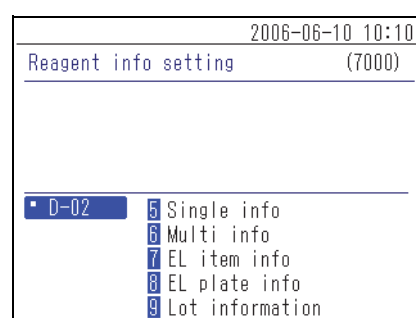 2006-06-10 10:10
Reagent info setting (7000)
D-02 5 Single info
6 Multi info
7 EL item info
8 EL plate info
9 Lot information